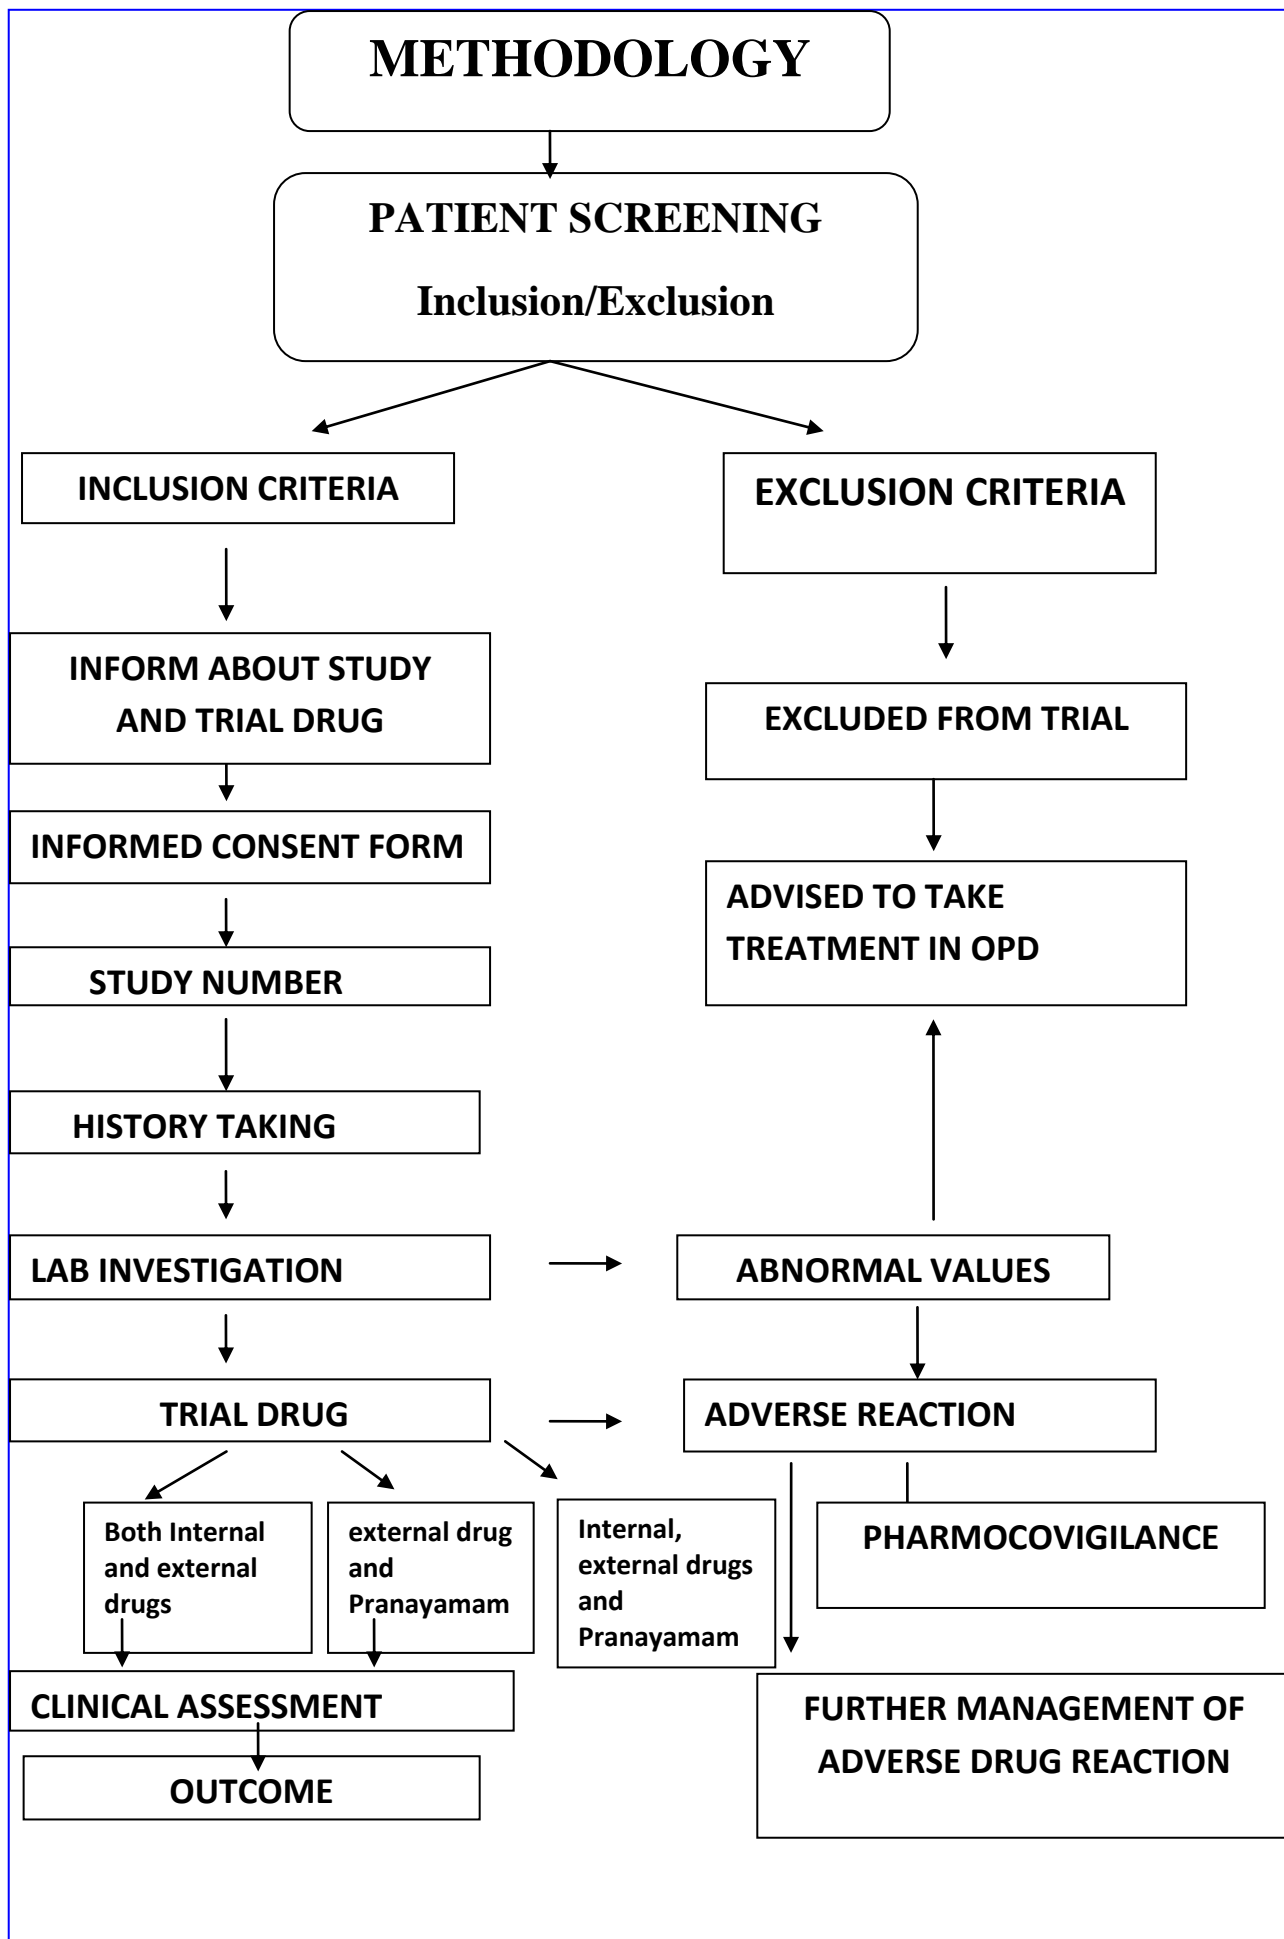 METHODOLOGY
PATIENT SCREENING
Inclusion/Exclusion
INCLUSION CRITERIA
EXCLUSION CRITERIA
INFORM ABOUT STUDY
AND TRIAL DRUG
EXCLUDED FROM TRIAL
INFORMED CONSENT FORM
ADVISED TO TAKE
TREATMENT IN OPD
STUDY NUMBER
HISTORY TAKING
LAB INVESTIGATION
ABNORMAL VALUES
TRIAL DRUG
ADVERSE REACTION
Both Internal
and external
drugs
external drug
and
Pranayamam
Internal,
external drugs
and
Pranayamam
PHARMOCOVIGILANCE
CLINICAL ASSESSMENT
FURTHER MANAGEMENT OF
ADVERSE DRUG REACTION
OUTCOME